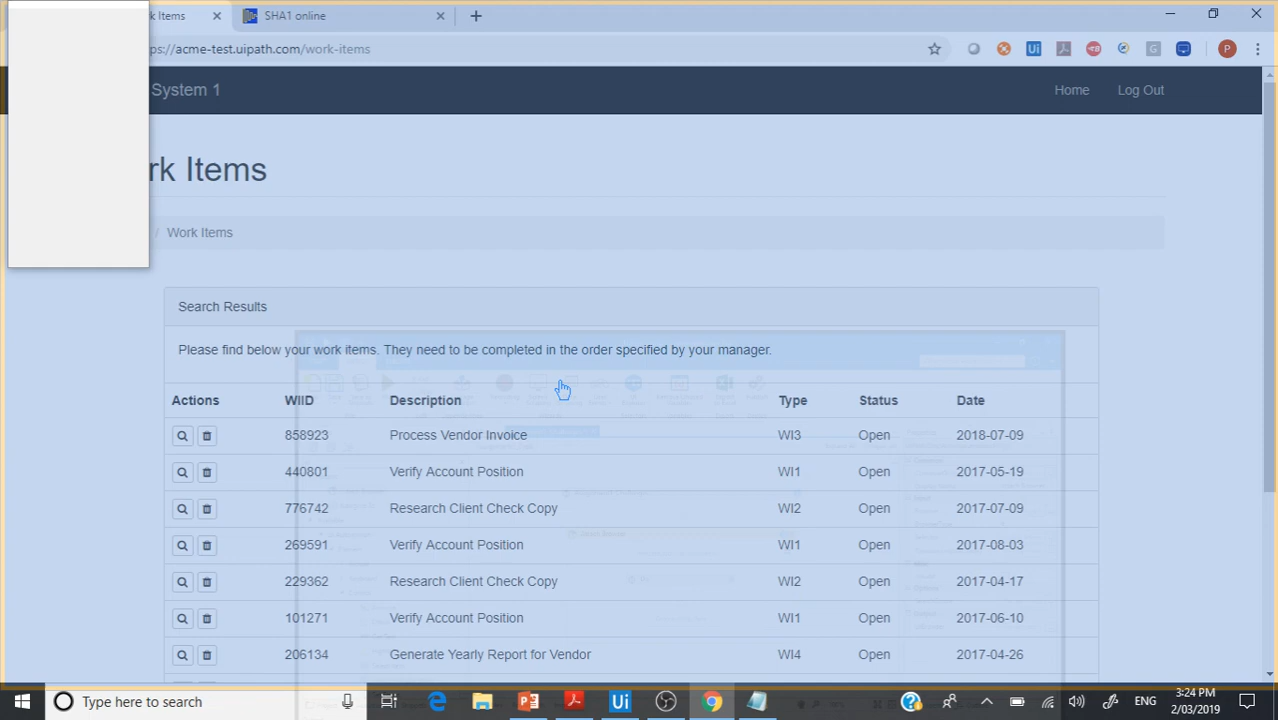 k Items
SHA1 online
ps://acme-test.uipath.com/work-items
System 1
Home
Log Out
rk Items
/ Work Items
Search Results
Please find below your work items. They need to be completed in the order specified by your manager.
Actions WIID Description Type Status Date
858923 Process Vendor Invoice WI3 Open 2018-07-09
440801 Verify Account Position WI1 Open 2017-05-19
776742 Research Client Check Copy WI2 Open 2017-07-09
269591 Verify Account Position WI1 Open 2017-08-03
229362 Research Client Check Copy WI2 Open 2017-04-17
101271 Verify Account Position WI1 Open 2017-06-10
206134 Generate Yearly Report for Vendor WI4 Open 2017-04-26
Type here to search
ENG
3:24 PM
2/03/2019